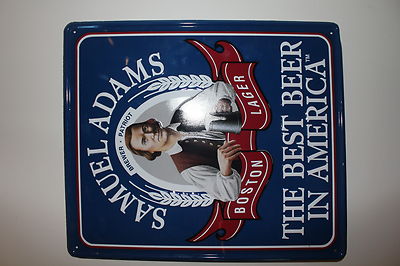 SAMUEL ADAMS
BREWER · PATRIOT
BOSTON LAGER
THE BEST BEER
IN AMERICA™